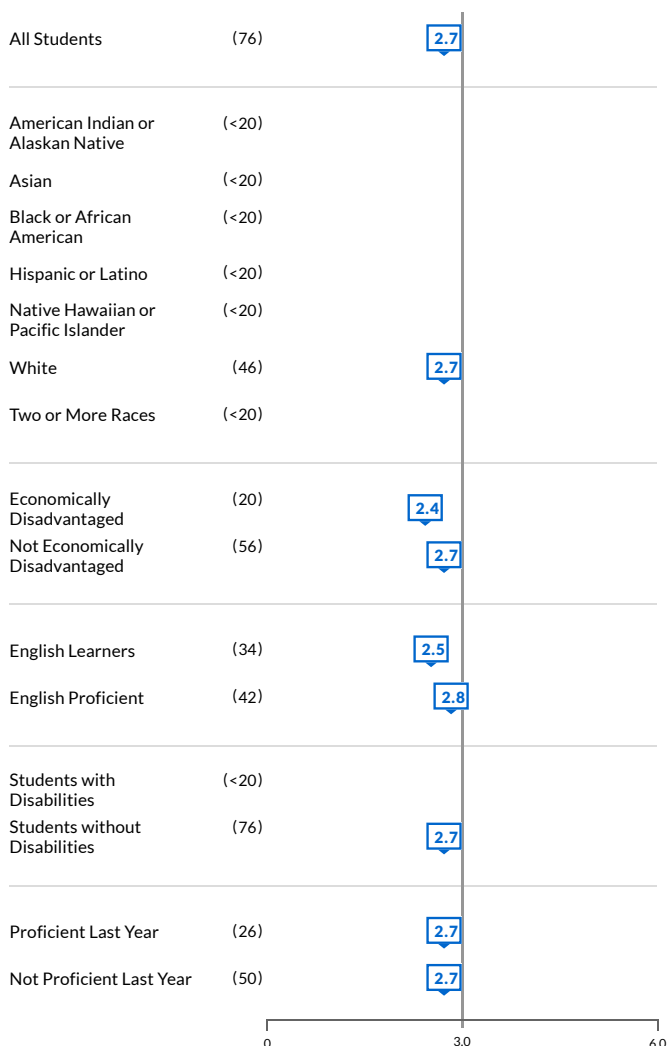 All Students (76) 2.7
American Indian or (<20)
Alaskan Native
Asian (<20)
Black or African (<20)
American
Hispanic or Latino (<20)
Native Hawaiian or (<20)
Pacific Islander
White (46) 2.7
Two or More Races (<20)
Economically (20) 2.4
Disadvantaged
Not Economically (56) 2.7
Disadvantaged
English Learners (34) 2.5
English Proficient (42) 2.8
Students with (<20)
Disabilities
Students without (76) 2.7
Disabilities
Proficient Last Year (26) 2.7
Not Proficient Last Year (50) 2.7
0 3.0 6.0